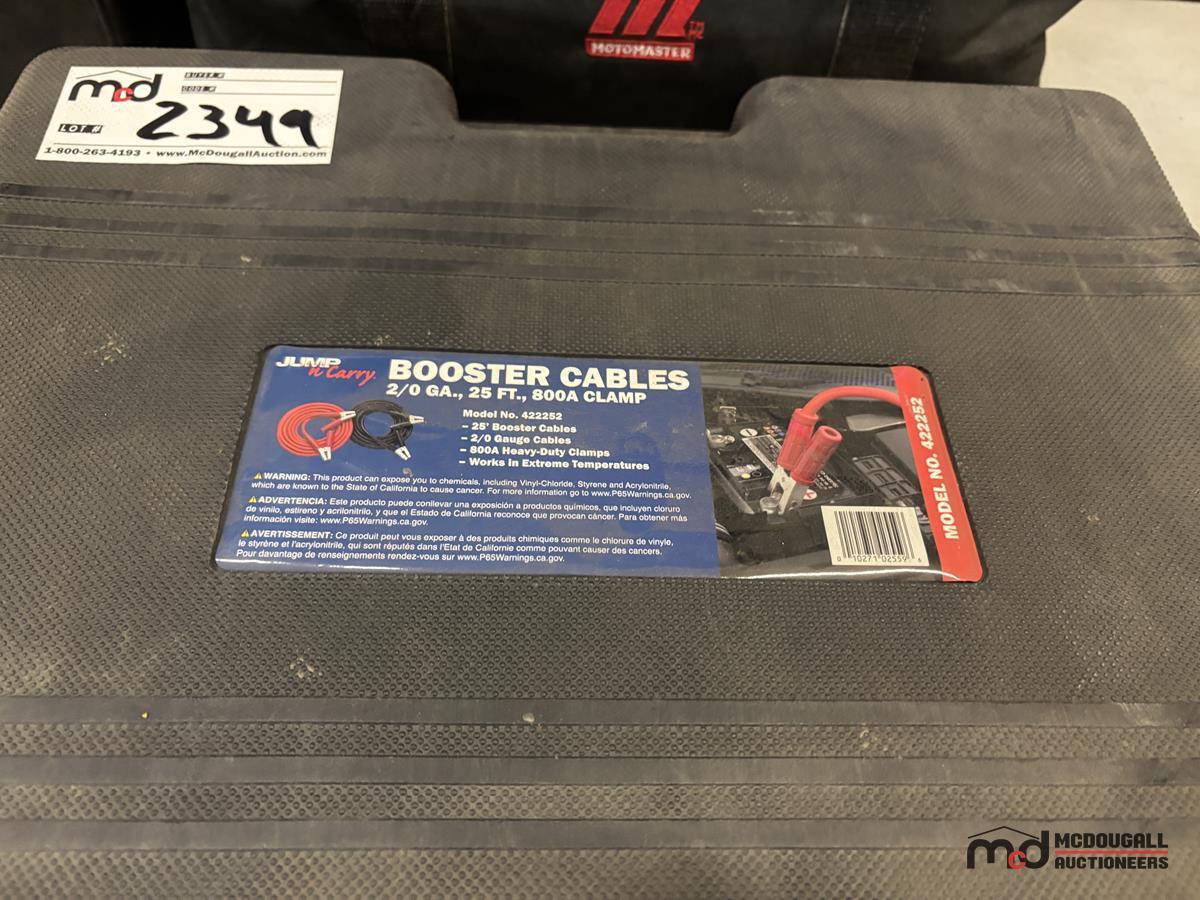 MOTOMASTER
TM
MC
mcd
BUYER #
CODE #
LOT # 2349
1-800-263-4193 • www.McDougallAuction.com
JUMP
n Carry.
BOOSTER CABLES
2/0 GA., 25 FT., 800A CLAMP
Model No. 422252
– 25' Booster Cables
– 2/0 Gauge Cables
– 800A Heavy-Duty Clamps
– Works in Extreme Temperatures
WARNING: This product can expose you to chemicals, including Vinyl-Chloride, Styrene and Acrylonitrile,
which are known to the State of California to cause cancer. For more information go to www.P65Warnings.ca.gov.
ADVERTENCIA: Este producto puede conllevar una exposición a productos químicos, que incluyen cloruro
de vinilo, estireno y acrilonitrilo, y que el Estado de California reconoce que provocan cáncer. Para obtener más
información visite: www.P65Warnings.ca.gov.
AVERTISSEMENT: Ce produit peut vous exposer à des produits chimiques comme le chlorure de vinyle,
le styrène et l'acrylonitrile, qui sont réputés dans l'Etat de Californie comme pouvant causer des cancers.
Pour davantage de renseignements rendez-vous sur www.P65Warnings.ca.gov.
0 10271 02559 6
MODEL NO. 422252
mcd MCDOUGALL
AUCTIONEERS